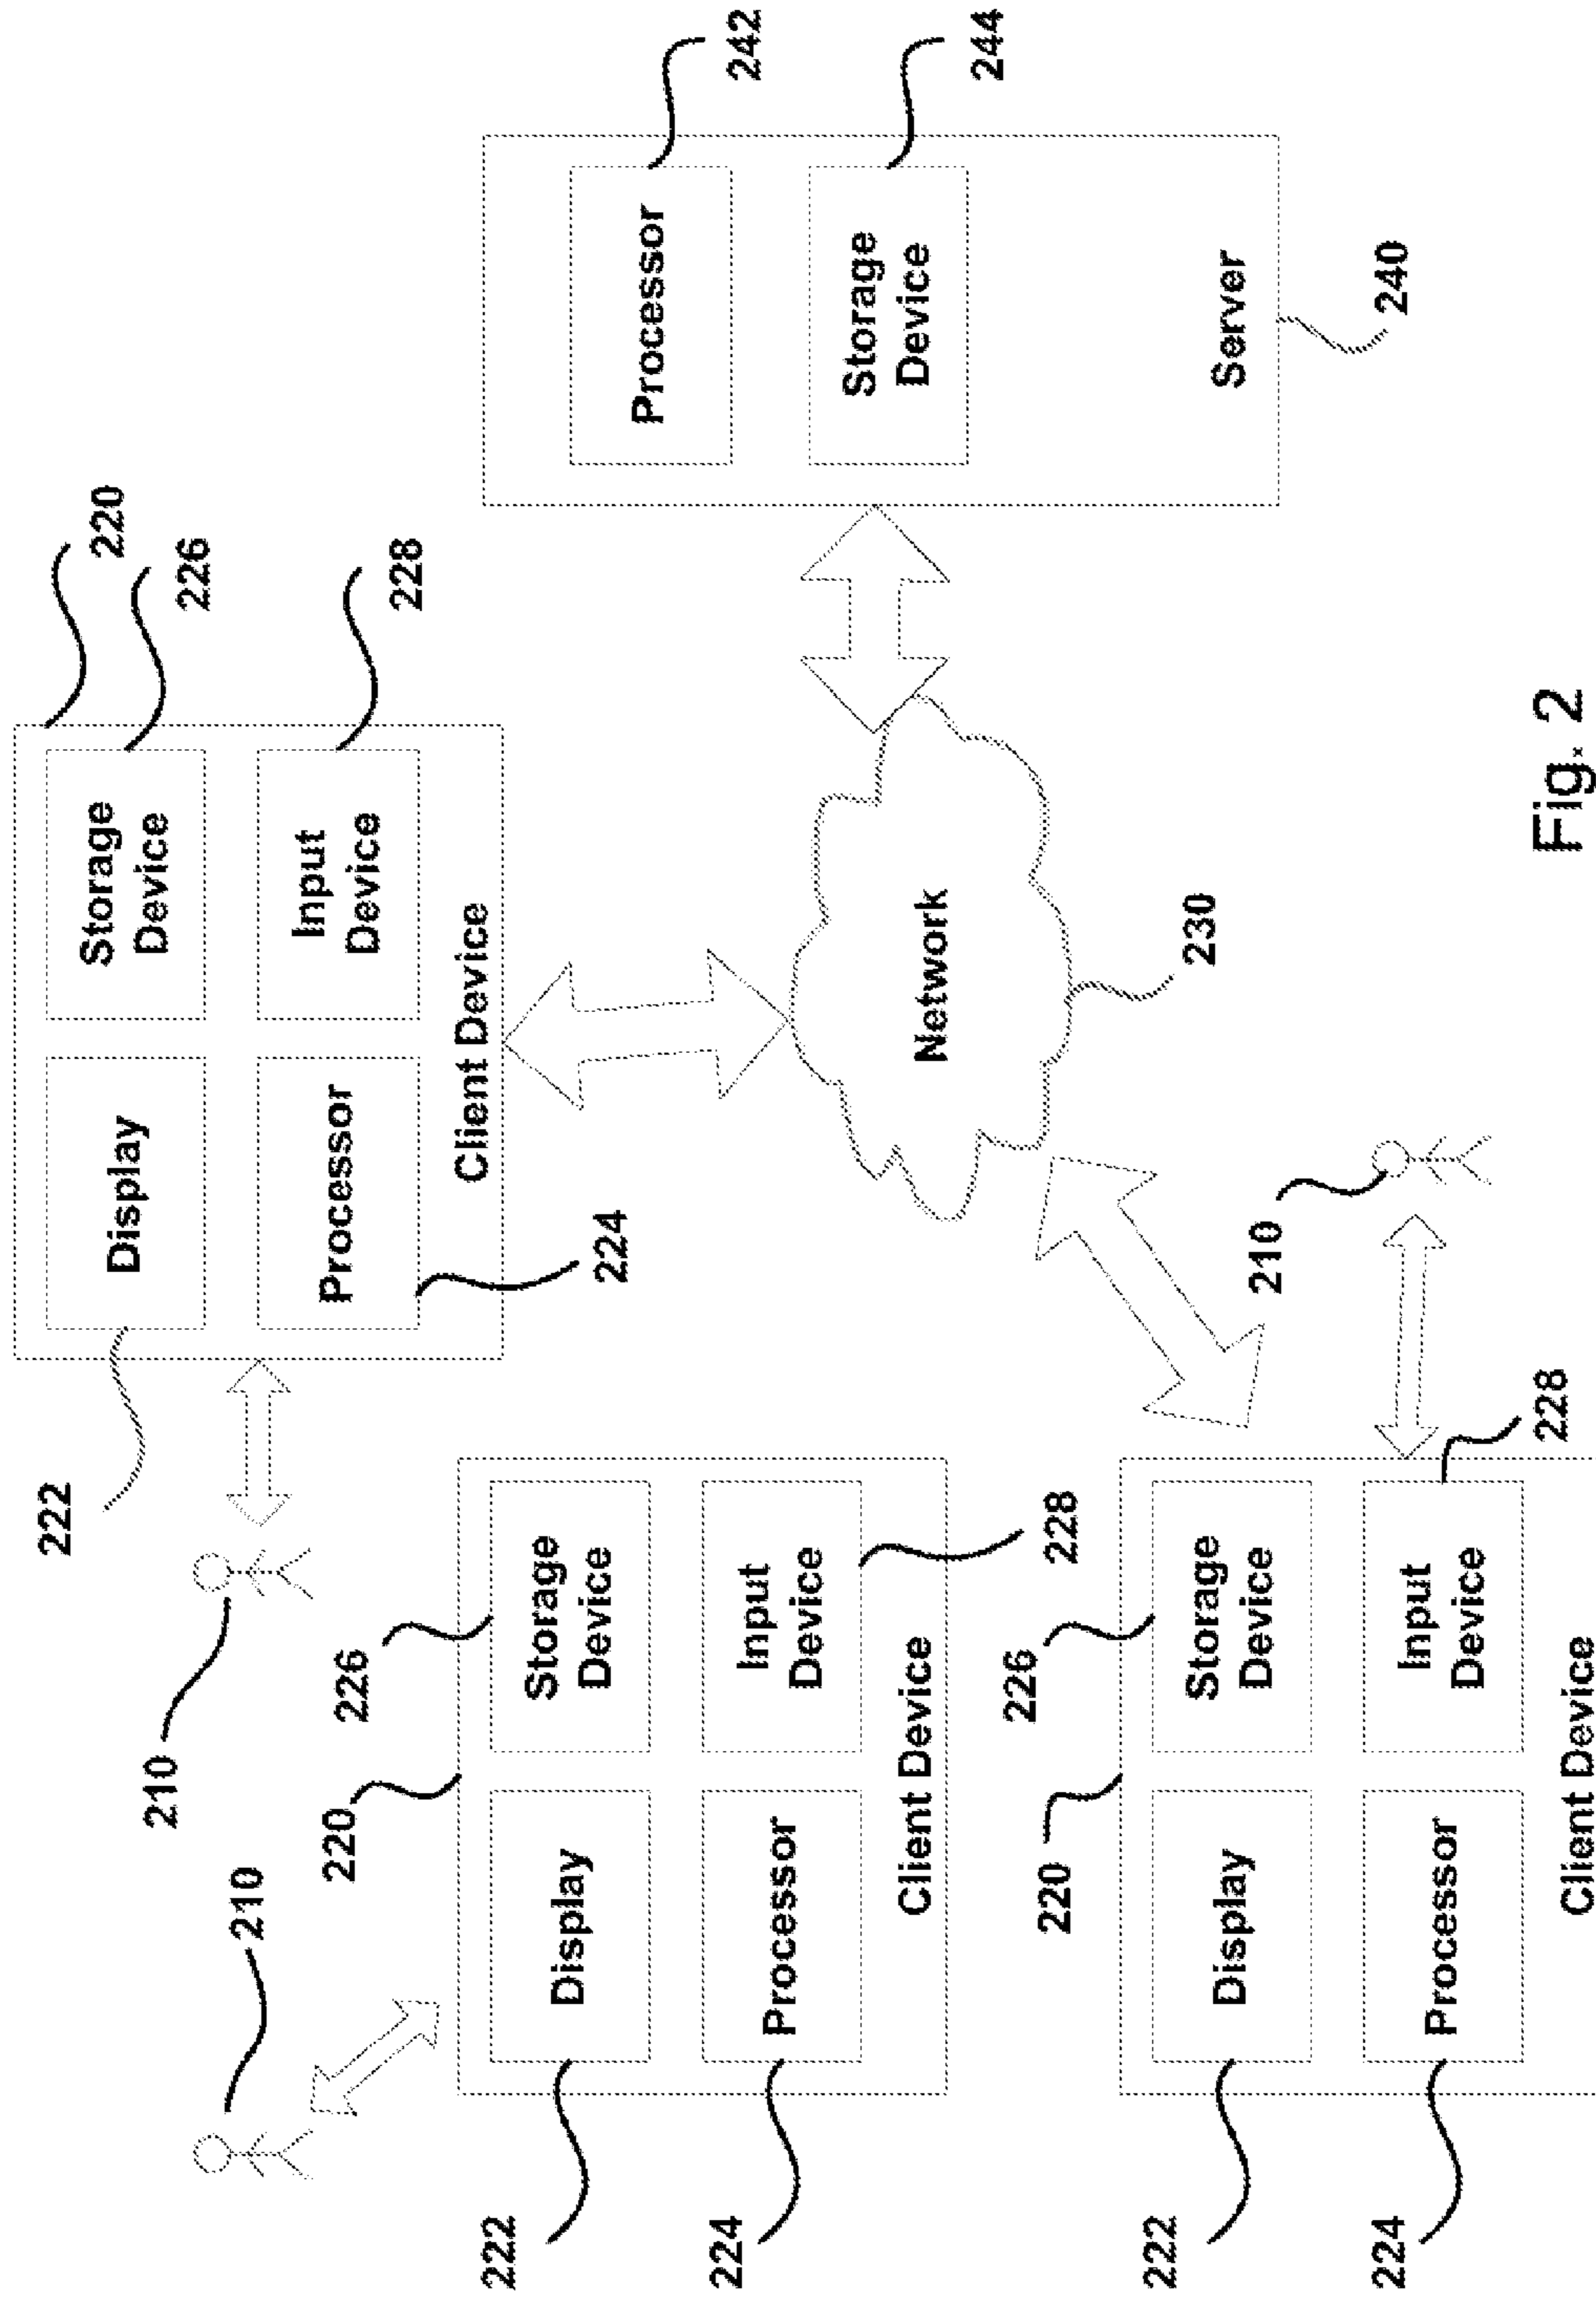 220
226
228
222
224
Display
Storage
Device
Processor
Input
Device
Client Device
210
210
220
226
228
222
224
Display
Storage
Device
Processor
Input
Device
Client Device
220
226
228
222
224
Display
Storage
Device
Processor
Input
Device
Client Device
210
Network
230
Processor
242
Storage
Device
244
Server
240
Fig. 2